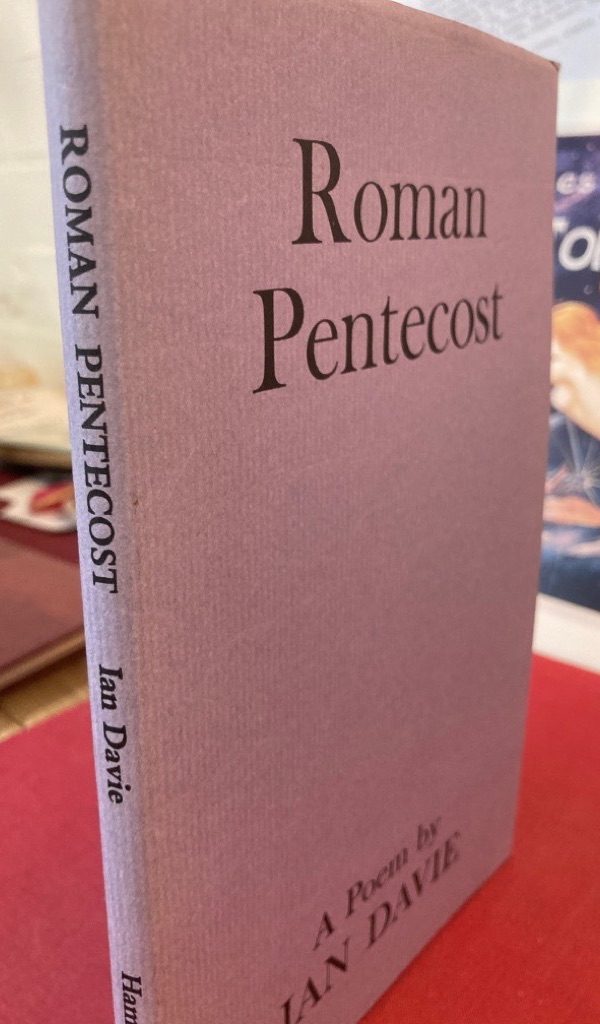 Roman
Pentecost
A Poem by
IAN DAVIE
ROMAN PENTECOST Ian Davie Ham